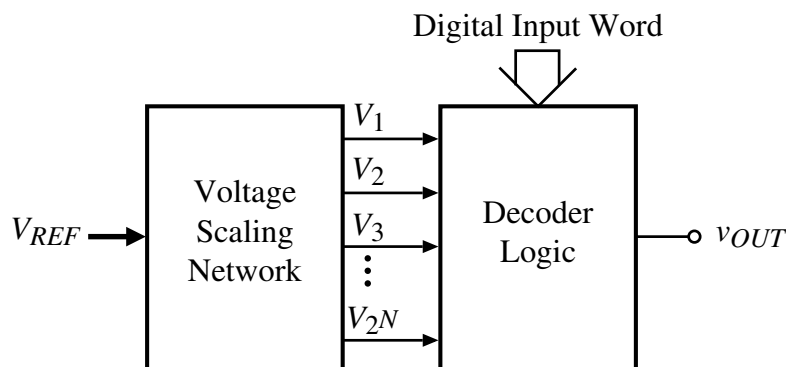 Digital Input Word
V1
V2
V3
V2N
VREF
Voltage
Scaling
Network
Decoder
Logic
vOUT